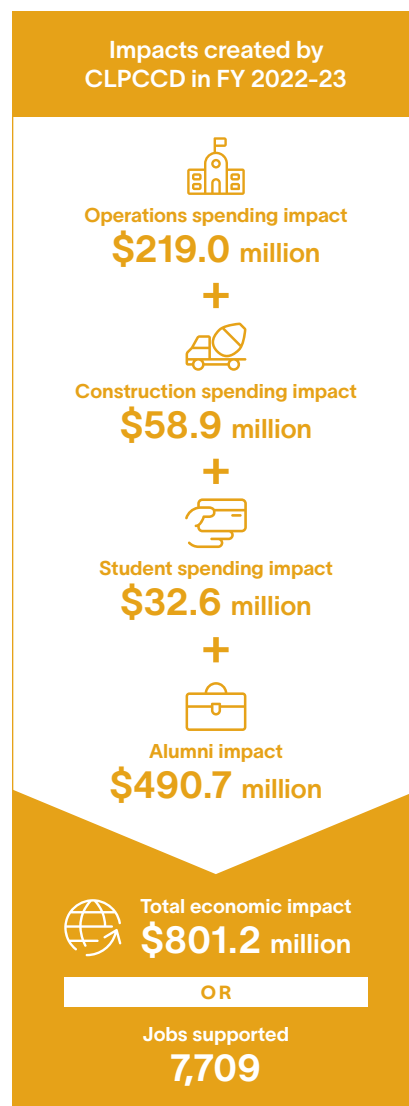 Impacts created by
CLPCCD in FY 2022-23
Operations spending impact
$219.0 million
+
Construction spending impact
$58.9 million
+
Student spending impact
$32.6 million
+
Alumni impact
$490.7 million
Total economic impact
$801.2 million
OR
Jobs supported
7,709